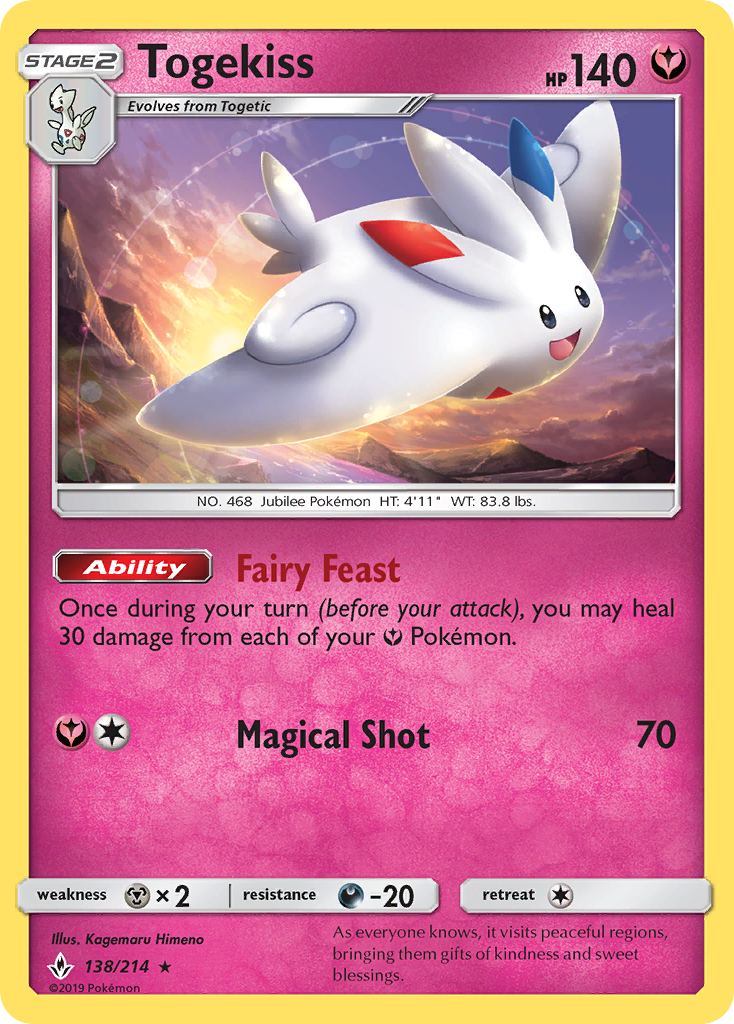 STAGE2
Togekiss
HP 140
Evolves from Togetic
NO. 468 Jubilee Pokémon HT: 4'11" WT: 83.8 lbs.
Ability Fairy Feast
Once during your turn (before your attack), you may heal
30 damage from each of your Pokémon.
Magical Shot 70
weakness ×2 resistance -20 retreat
Illus. Kagemaru Himeno
138/214
©2019 Pokémon
As everyone knows, it visits peaceful regions,
bringing them gifts of kindness and sweet
blessings.